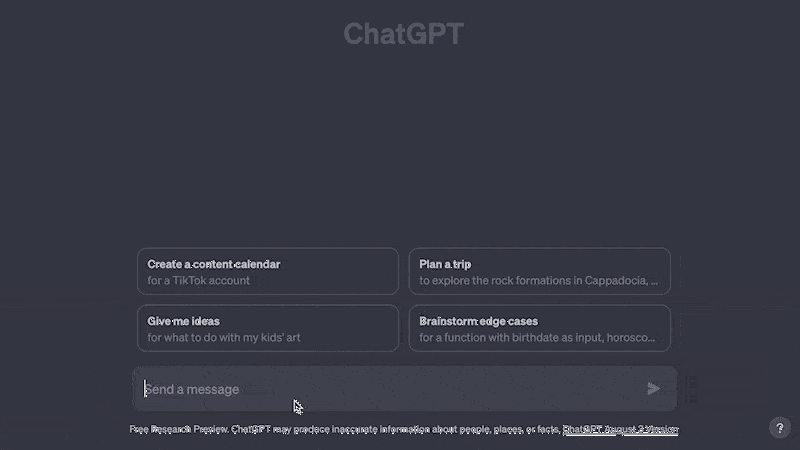 ChatGPT
Create a content calendar
for a TikTok account
Plan a trip
to explore the rock formations in Cappadocia, ...
Give me ideas
for what to do with my kids' art
Brainstorm edge cases
for a function with birthdate as input, horosco...
Send a message
Free Research Preview. ChatGPT may produce inaccurate information about people, places, or facts. ChatGPT August 3 Version
?